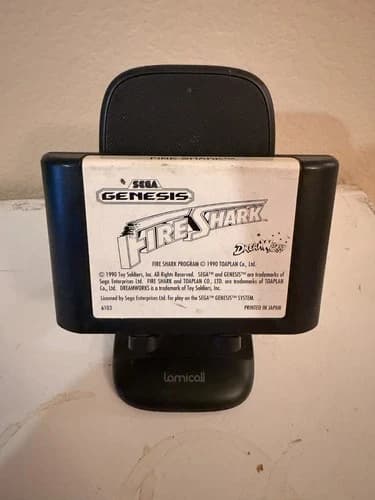 FIRE SHARK™
SEGA
GENESIS™
FIRE SHARK™
DREAMWORKS
FIRE SHARK PROGRAM © 1990 TOAPLAN Co., Ltd.
© 1990 Toy Soldiers, Inc. All Rights Reserved. SEGA™ and GENESIS™ are trademarks of
Sega Enterprises Ltd. FIRE SHARK and TOAPLAN CO., LTD. are trademarks of TOAPLAN
Co., Ltd. DREAMWORKS is a trademark of Toy Soldiers, Inc.
Licensed by Sega Enterprises Ltd. for play on the SEGA™ GENESIS™ SYSTEM.
6103
PRINTED IN JAPAN
Lamicall